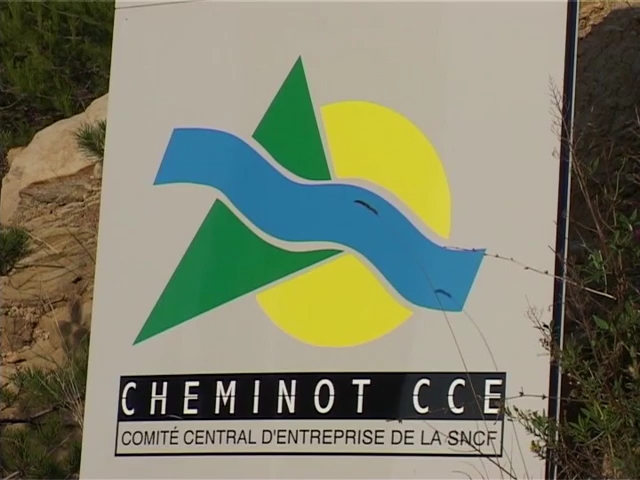 CHEMINOT CCE
COMITÉ CENTRAL D'ENTREPRISE DE LA SNCF